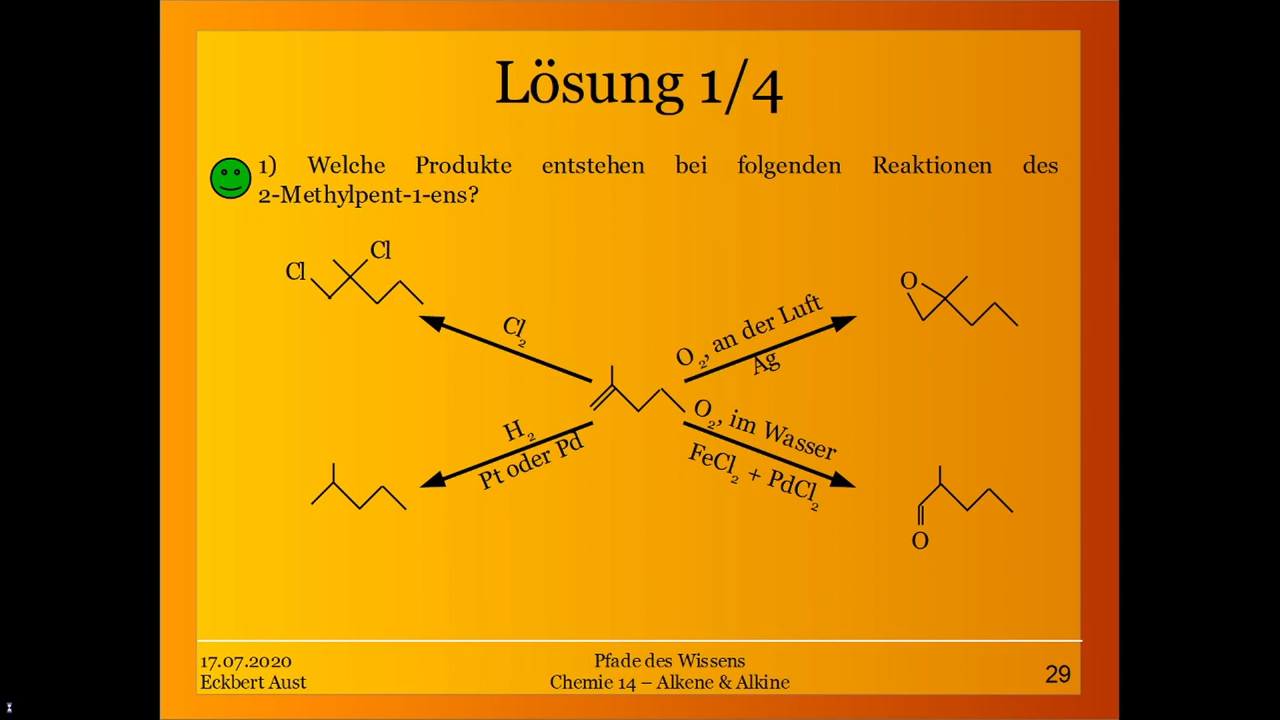 Lösung 1/4
1) Welche Produkte entstehen bei folgenden Reaktionen des
2-Methylpent-1-ens?
Cl
Cl
O
Cl₂
O₂, an der Luft
Ag
H₂
Pt oder Pd
O₂, im Wasser
FeCl₂ + PdCl₂
O
17.07.2020
Eckbert Aust
Pfade des Wissens
Chemie 14 – Alkene & Alkine
29